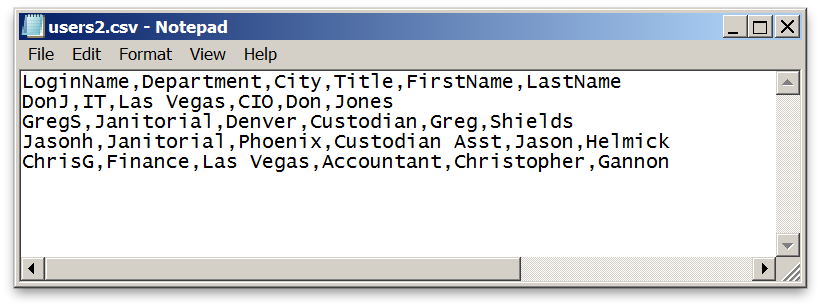 users2.csv - Notepad
File Edit Format View Help
LoginName,Department,City,Title,FirstName,LastName
DonJ,IT,Las Vegas,CIO,Don,Jones
GregS,Janitorial,Denver,Custodian,Greg,Shields
Jasonh,Janitorial,Phoenix,Custodian Asst,Jason,Helmick
ChrisG,Finance,Las Vegas,Accountant,Christopher,Gannon